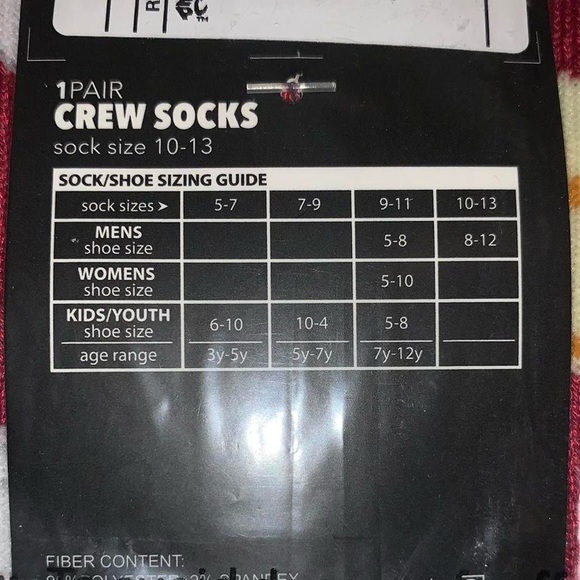 1PAIR
CREW SOCKS
sock size 10-13
SOCK/SHOE SIZING GUIDE
sock sizes ➤ 5-7 7-9 9-11 10-13
MENS
shoe size 5-8 8-12
WOMENS
shoe size 5-10
KIDS/YOUTH
shoe size 6-10 10-4 5-8
age range 3y-5y 5y-7y 7y-12y
FIBER CONTENT: